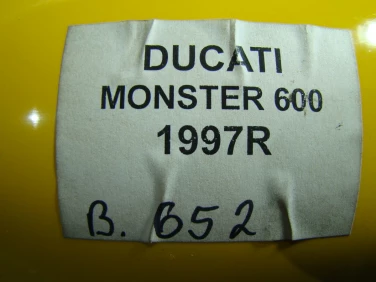 DUCATI
MONSTER 600
1997R
B. 652